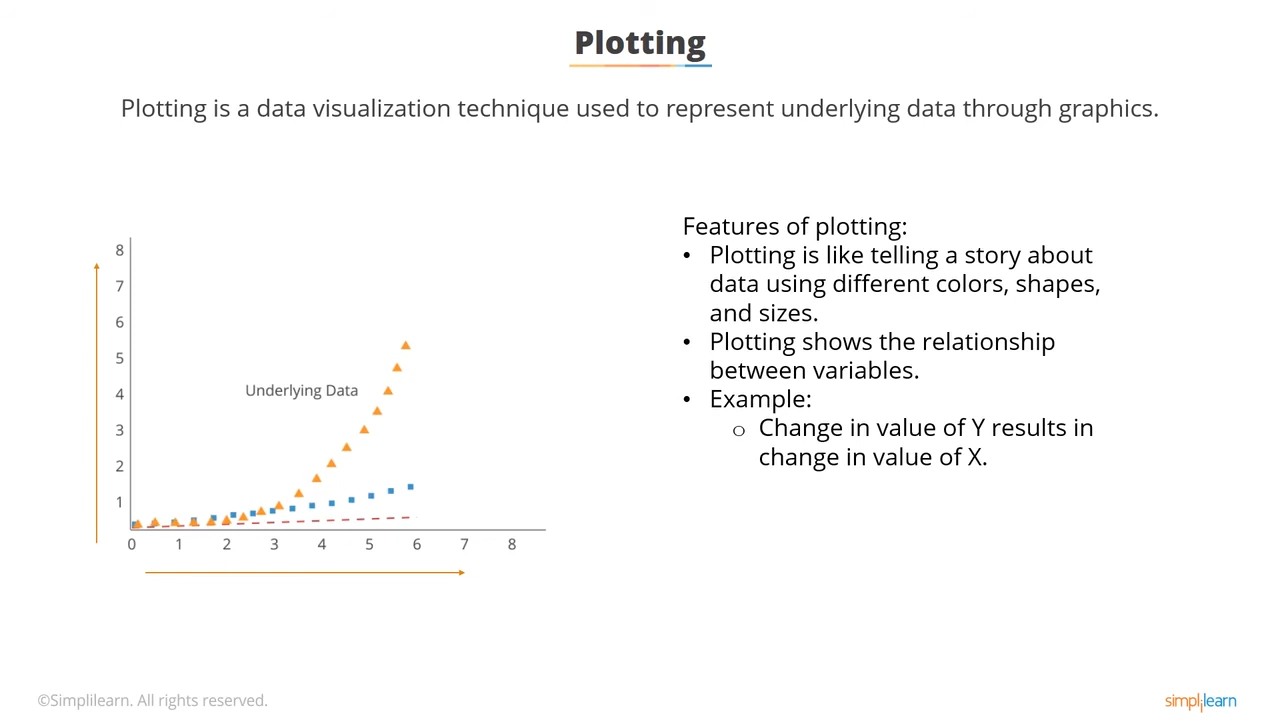 Plotting
Plotting is a data visualization technique used to represent underlying data through graphics.
Features of plotting:
• Plotting is like telling a story about
data using different colors, shapes,
and sizes.
• Plotting shows the relationship
between variables.
• Example:
o Change in value of Y results in
change in value of X.
8
7
6
5
4
3
2
1
Underlying Data
0 1 2 3 4 5 6 7 8
©Simplilearn. All rights reserved.
simplilearn